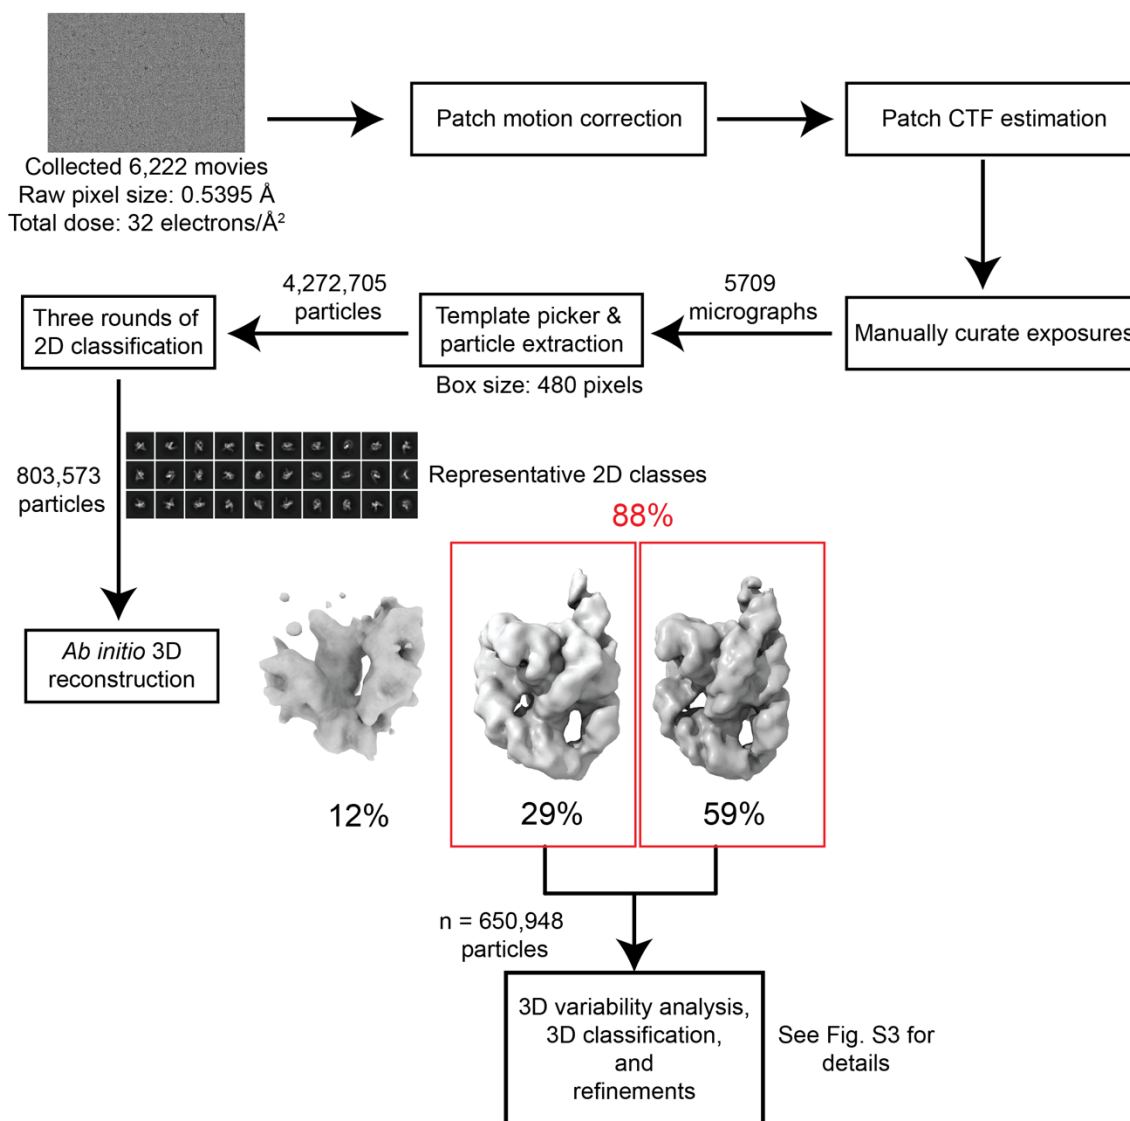 Collected 6,222 movies
Raw pixel size: 0.5395 Å
Total dose: 32 electrons/Å²
Patch motion correction
Patch CTF estimation
Manually curate exposures
5709
micrographs
Template picker &
particle extraction
Box size: 480 pixels
4,272,705
particles
Three rounds of
2D classification
803,573
particles
Representative 2D classes
Ab initio 3D
reconstruction
88%
12%
29%
59%
n = 650,948
particles
3D variability analysis,
3D classification,
and
refinements
See Fig. S3 for
details